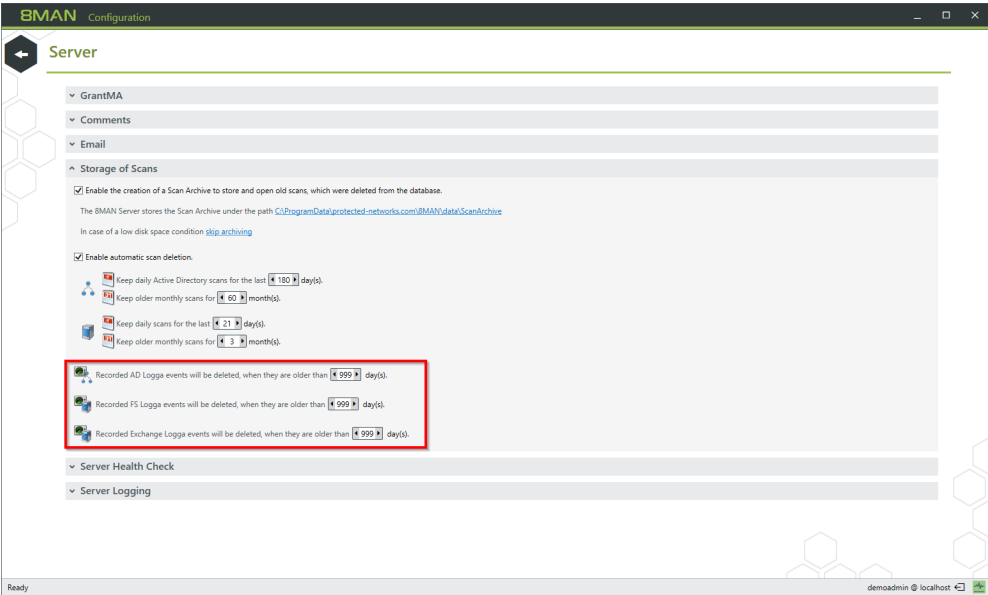 8MAN Configuration
Server
GrantMA
Comments
Email
Storage of Scans
Enable the creation of a Scan Archive to store and open old scans, which were deleted from the database.
The 8MAN Server stores the Scan Archive under the path C:\ProgramData\protected-networks.com\8MAN\data\ScanArchive
In case of a low disk space condition skip archiving
Enable automatic scan deletion.
Keep daily Active Directory scans for the last 180 day(s).
Keep older monthly scans for 60 month(s).
Keep daily scans for the last 21 day(s).
Keep older monthly scans for 3 month(s).
Recorded AD Logga events will be deleted, when they are older than 999 day(s).
Recorded FS Logga events will be deleted, when they are older than 999 day(s).
Recorded Exchange Logga events will be deleted, when they are older than 999 day(s).
Server Health Check
Server Logging
Ready demoadmin @ localhost